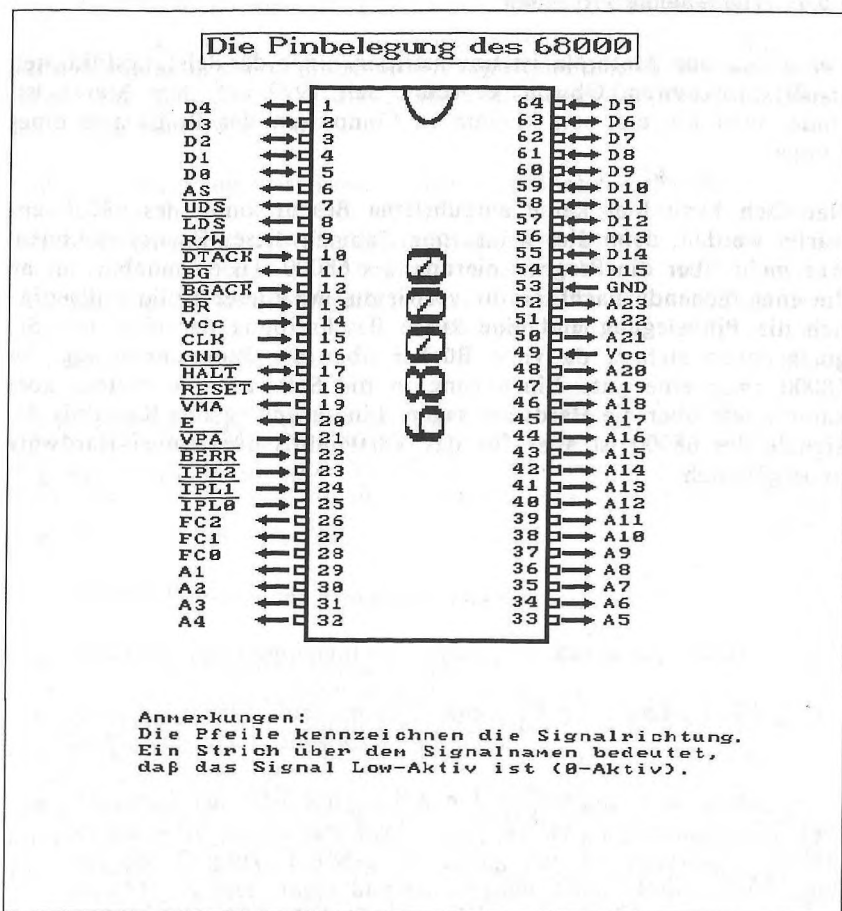 Die Pinbelegung des 68000
D4 1 64 D5
D3 2 63 D6
D2 3 62 D7
D1 4 61 D8
D0 5 60 D9
AS 6 59 D10
UDS 7 58 D11
LDS 8 57 D12
R/W 9 56 D13
DTACK 10 55 D14
BG 11 54 D15
BGACK 12 53 GND
BR 13 52 A23
Vcc 14 51 A22
CLK 15 50 A21
GND 16 49 Vcc
HALT 17 48 A20
RESET 18 47 A19
VMA 19 46 A18
E 20 45 A17
VPA 21 44 A16
BERR 22 43 A15
IPL2 23 42 A14
IPL1 24 41 A13
IPL0 25 40 A12
FC2 26 39 A11
FC1 27 38 A10
FC0 28 37 A9
A1 29 36 A8
A2 30 35 A7
A3 31 34 A6
A4 32 33 A5
68000
Anmerkungen:
Die Pfeile kennzeichnen die Signalrichtung.
Ein Strich über dem Signalnamen bedeutet,
daß das Signal Low-Aktiv ist (0-Aktiv).